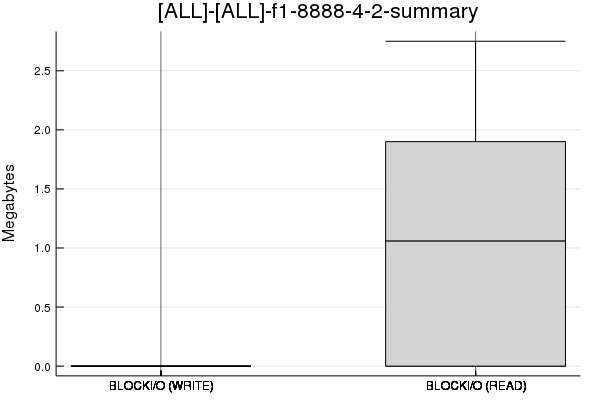 [ALL]-[ALL]-f1-8888-4-2-summary
Megabytes
2.5
2.0
1.5
1.0
0.5
0.0
BLOCKI/O (WRITE)
BLOCKI/O (READ)